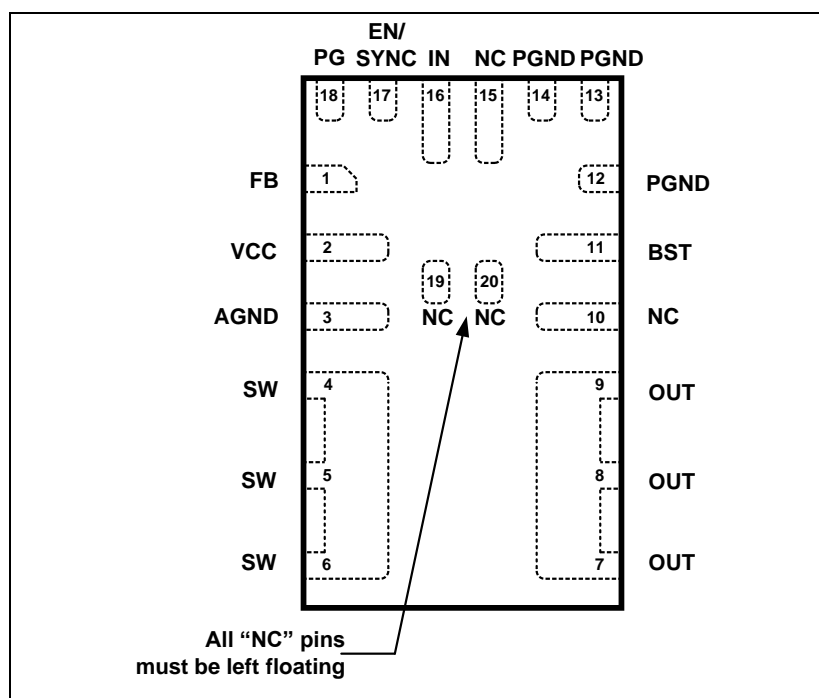 EN/
PG SYNC IN NC PGND PGND
18 17 16 15 14 13
FB 1 12 PGND
VCC 2 11 BST
19 20
AGND 3 NC NC 10 NC
SW 4 9 OUT
SW 5 8 OUT
SW 6 7 OUT
All “NC” pins
must be left floating